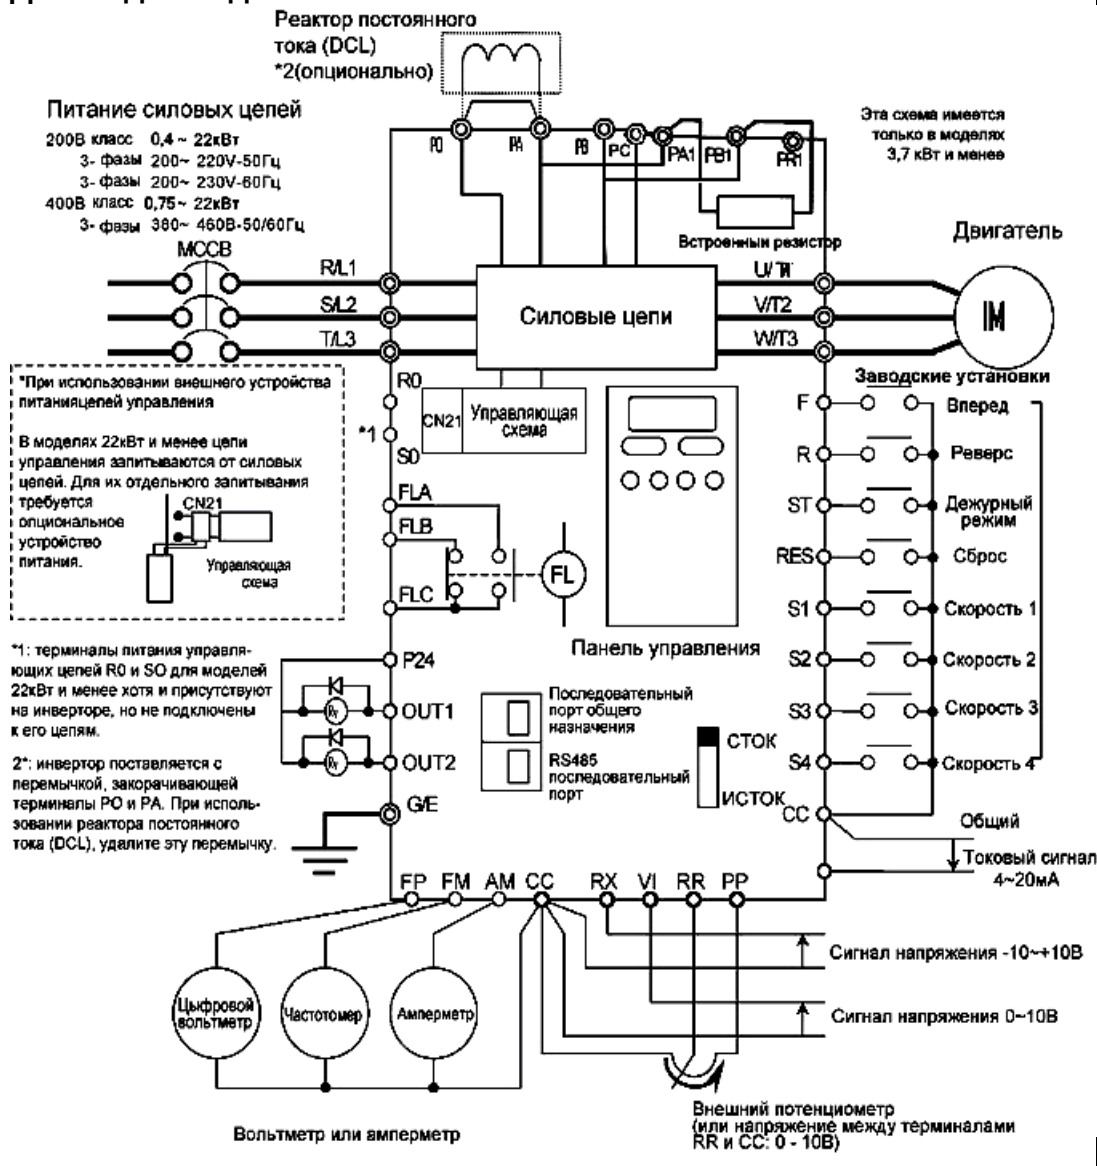 Реактор постоянного
тока (DCL)
*2(опционально)
Питание силовых цепей
200В класс 0,4 ~ 22кВт
3- фазы 200~ 220V-50Гц
3- фазы 200~ 230V-60Гц
400В класс 0,75~ 22кВт
3- фазы 380~ 460В-50/60Гц
Эта схема имеется
только в моделях
3,7 кВт и менее
PO
PA
PB
PC
PA1
PB1
PR1
Встроенный резистор
Двигатель
MCCB
R/L1
S/L2
T/L3
Силовые цепи
U/T1
V/T2
W/T3
IM
*При использовании внешнего устройства
питанияцепей управления
В моделях 22кВт и менее цепи
управления запитываются от силовых
цепей. Для их отдельного запитывания
требуется
опциональное
устройство
питания.
CN21
Управляющая
схема
R0
*1
S0
CN21
Управляющая
схема
FLA
FLB
FLC
FL
Панель управления
Заводские установки
F
Вперед
R
Реверс
ST
Дежурный
режим
RES
Сброс
S1
Скорость 1
S2
Скорость 2
S3
Скорость 3
S4
Скорость 4
CC
Общий
Токовый сигнал
4~20мА
*1: терминалы питания управля-
ющих цепей R0 и SO для моделей
22кВт и менее хотя и присутствуют
на инверторе, но не подключены
к его цепям.
2*: инвертор поставляется с
перемычкой, закорачивающей
терминалы PO и PA. При исполь-
зовании реактора постоянного
тока (DCL), удалите эту перемычку.
P24
Ry
OUT1
Ry
OUT2
G/E
Последовательный
порт общего
назначения
RS485
последовательный
порт
СТОК
ИСТОК
FP
FM
AM
CC
RX
VI
RR
PP
Сигнал напряжения -10~+10В
Сигнал напряжения 0~10В
Цыфровой
вольтметр
Частотомер
Амперметр
Вольтметр или амперметр
Внешний потенциометр
(или напряжение между терминалами
RR и CC: 0 - 10В)